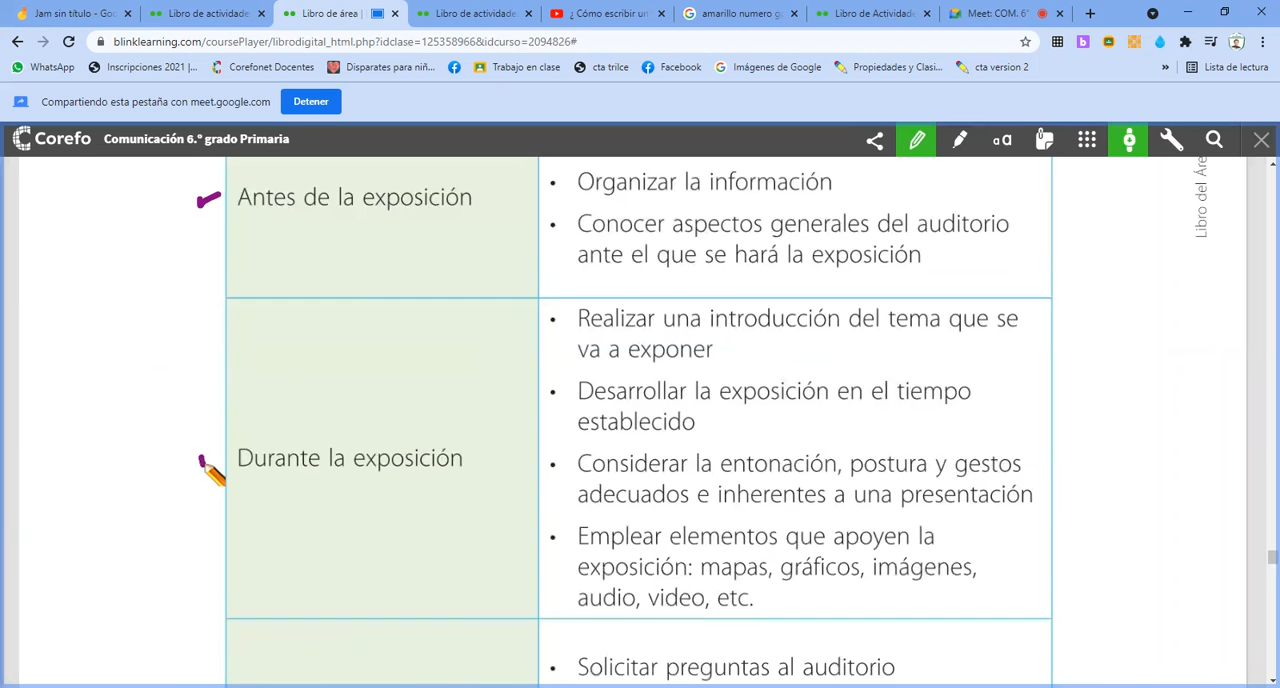 Jam sin título - Goo
Libro de actividade
Libro de área |
Libro de actividade
¿ Cómo escribir un
amarillo numero g
Libro de Actividade
Meet: COM. 6°
blinklearning.com/coursePlayer/librodigital_html.php?idclase=125358966&idcurso=2094826#
WhatsApp
Inscripciones 2021 |...
Corefonet Docentes
Disparates para niñ...
Trabajo en clase
cta trilce
Facebook
Imágenes de Google
Propiedades y Clasi...
cta version 2
»
Lista de lectura
Compartiendo esta pestaña con meet.google.com
Detener
Corefo
Comunicación 6.º grado Primaria
aa
Libro del Áre
Antes de la exposición
• Organizar la información
• Conocer aspectos generales del auditorio
ante el que se hará la exposición
Durante la exposición
• Realizar una introducción del tema que se
va a exponer
• Desarrollar la exposición en el tiempo
establecido
• Considerar la entonación, postura y gestos
adecuados e inherentes a una presentación
• Emplear elementos que apoyen la
exposición: mapas, gráficos, imágenes,
audio, video, etc.
• Solicitar preguntas al auditorio